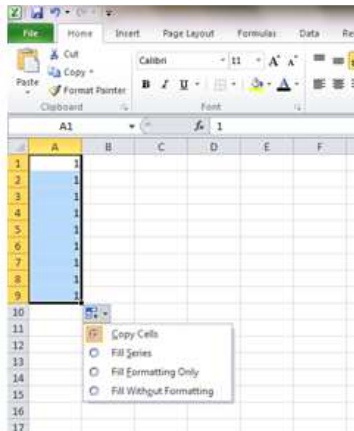 File Home Insert Page Layout Formulas Data Re
Cut
Copy
Format Painter
Paste
Calibri 11 A A
B I U A
Clipboard Font
A1 fx 1
A B C D E F
1 1
2 1
3 1
4 1
5 1
6 1
7 1
8 1
9 1
10
11 Copy Cells
12 Fill Series
13 Fill Formatting Only
14
15 Fill Without Formatting
16
17